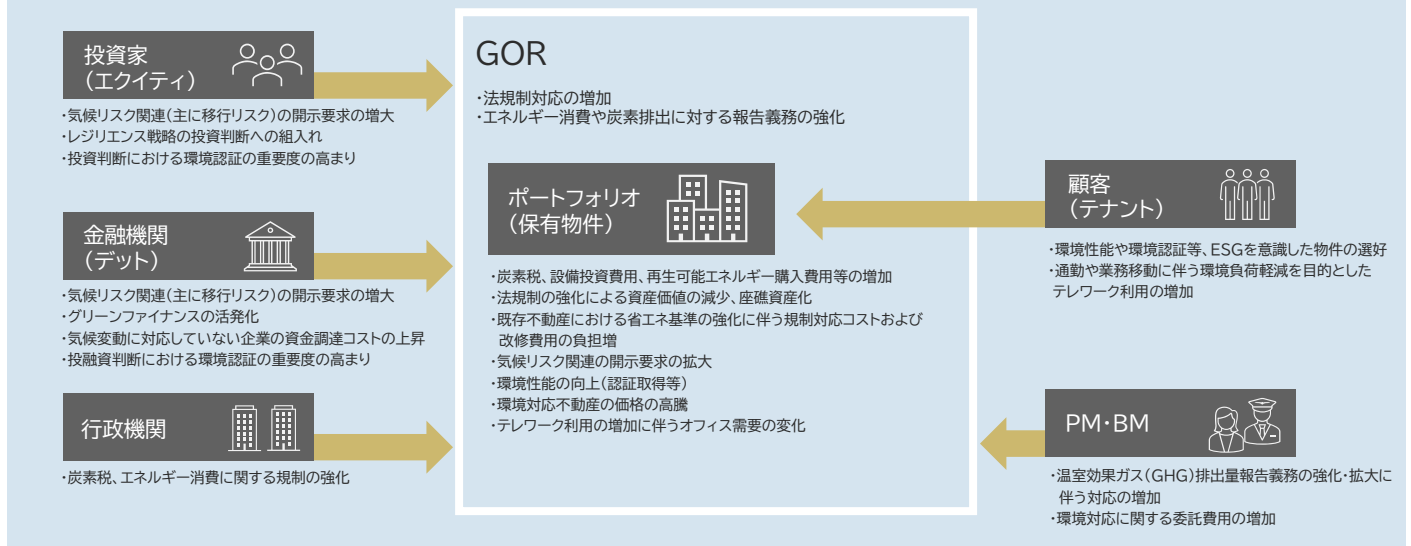 投資家
（エクイティ）
・気候リスク関連（主に移行リスク）の開示要求の増大
・レジリエンス戦略の投資判断への組入れ
・投資判断における環境認証の重要度の高まり
金融機関
（デット）
・気候リスク関連（主に移行リスク）の開示要求の増大
・グリーンファイナンスの活発化
・気候変動に対応していない企業の資金調達コストの上昇
・投融資判断における環境認証の重要度の高まり
行政機関
・炭素税、エネルギー消費に関する規制の強化
GOR
・法規制対応の増加
・エネルギー消費や炭素排出に対する報告義務の強化
ポートフォリオ
（保有物件）
・炭素税、設備投資費用、再生可能エネルギー購入費用等の増加
・法規制の強化による資産価値の減少、座礁資産化
・既存不動産における省エネ基準の強化に伴う規制対応コストおよび
改修費用の負担増
・気候リスク関連の開示要求の拡大
・環境性能の向上（認証取得等）
・環境対応不動産の価格の高騰
・テレワーク利用の増加に伴うオフィス需要の変化
顧客
（テナント）
・環境性能や環境認証等、ESGを意識した物件の選好
・通勤や業務移動に伴う環境負荷軽減を目的とした
テレワーク利用の増加
PM・BM
・温室効果ガス（GHG）排出量報告義務の強化・拡大に
伴う対応の増加
・環境対応に関する委託費用の増加